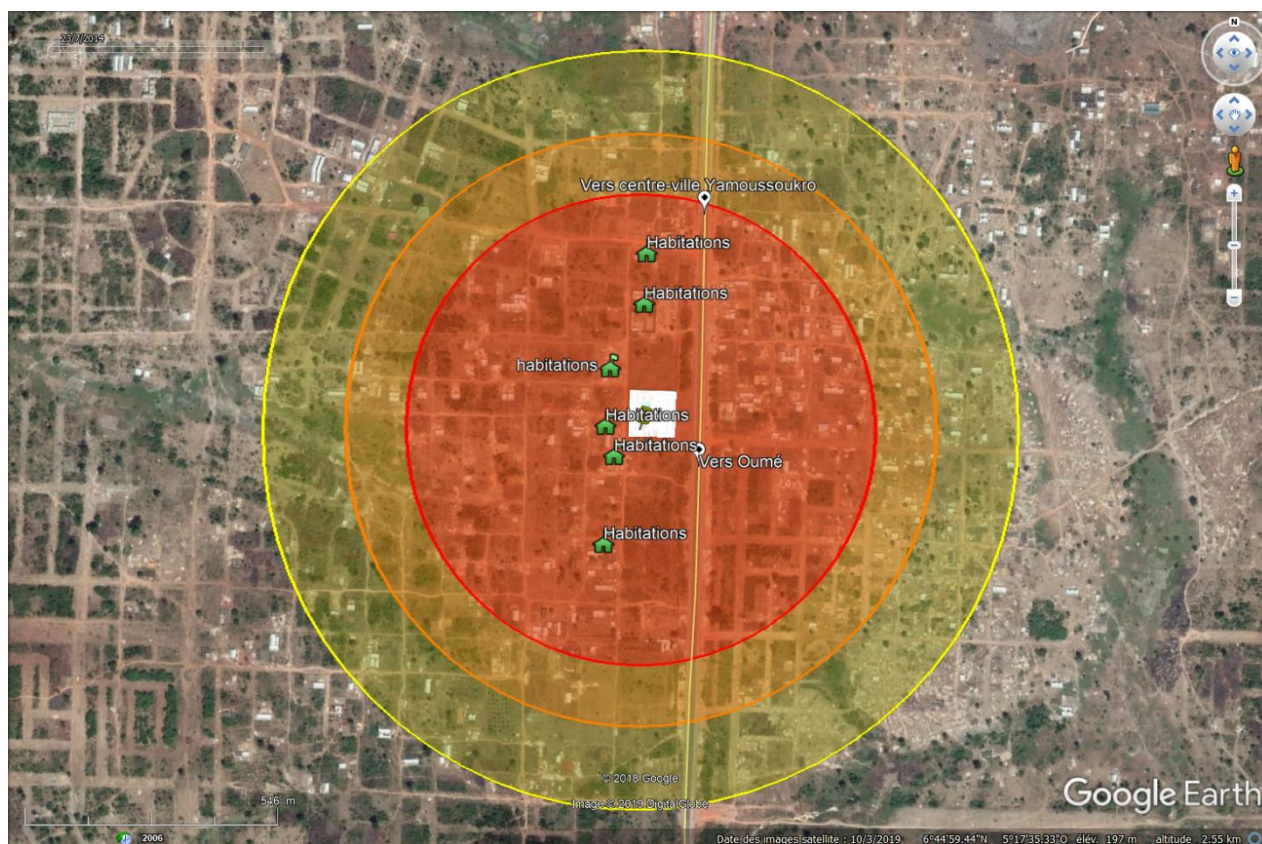 23/7/2014
N
Vers centre-ville Yamoussoukro
Habitations
Habitations
habitations
Habitations
Habitations
Vers Oumé
Habitations
© 2018 Google
Image © 2019 DigitalGlobe
Google Earth
546 m
2006
Date des images satellite : 10/3/2019 6°44'59.44"N 5°17'35.33"O élév. 197 m altitude 2.55 km